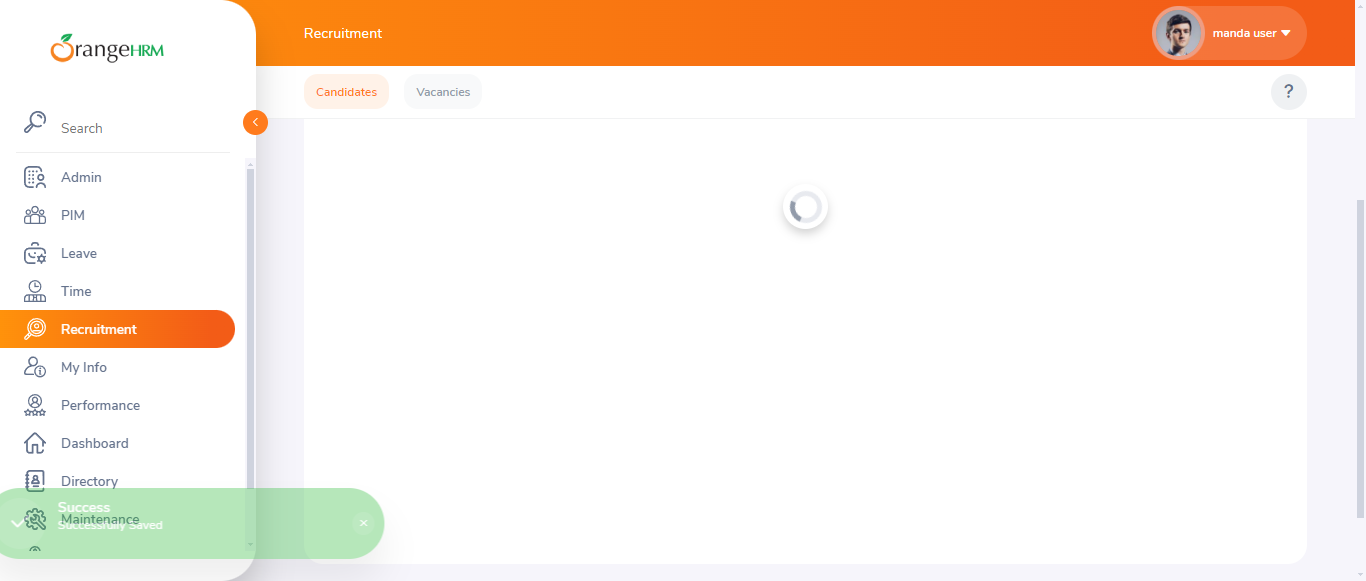 OrangeHRM
Recruitment
manda user
Candidates
Vacancies
?
Search
Admin
PIM
Leave
Time
Recruitment
My Info
Performance
Dashboard
Directory
Maintenance
Success
Successfully Saved